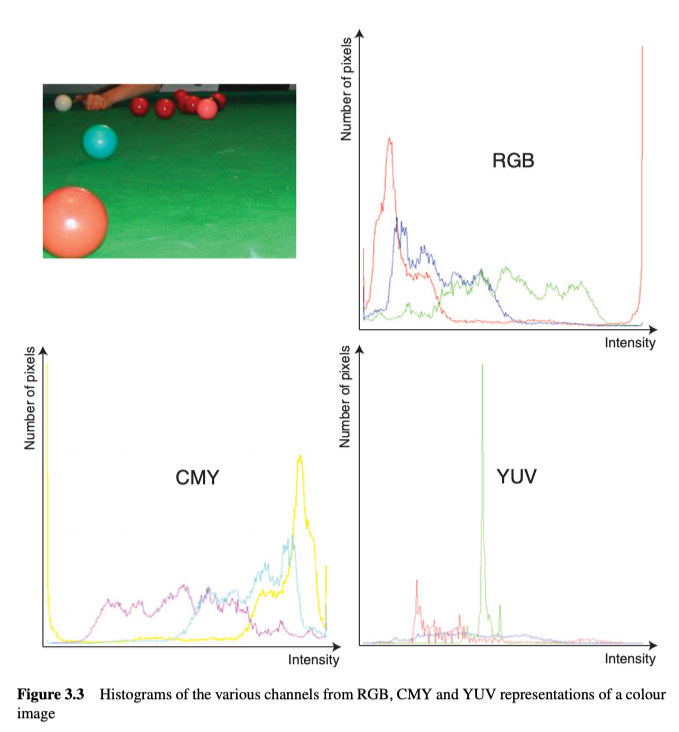 Number of pixels
RGB
Intensity
Number of pixels
CMY
Intensity
Number of pixels
YUV
Intensity
Figure 3.3 Histograms of the various channels from RGB, CMY and YUV representations of a colour
image